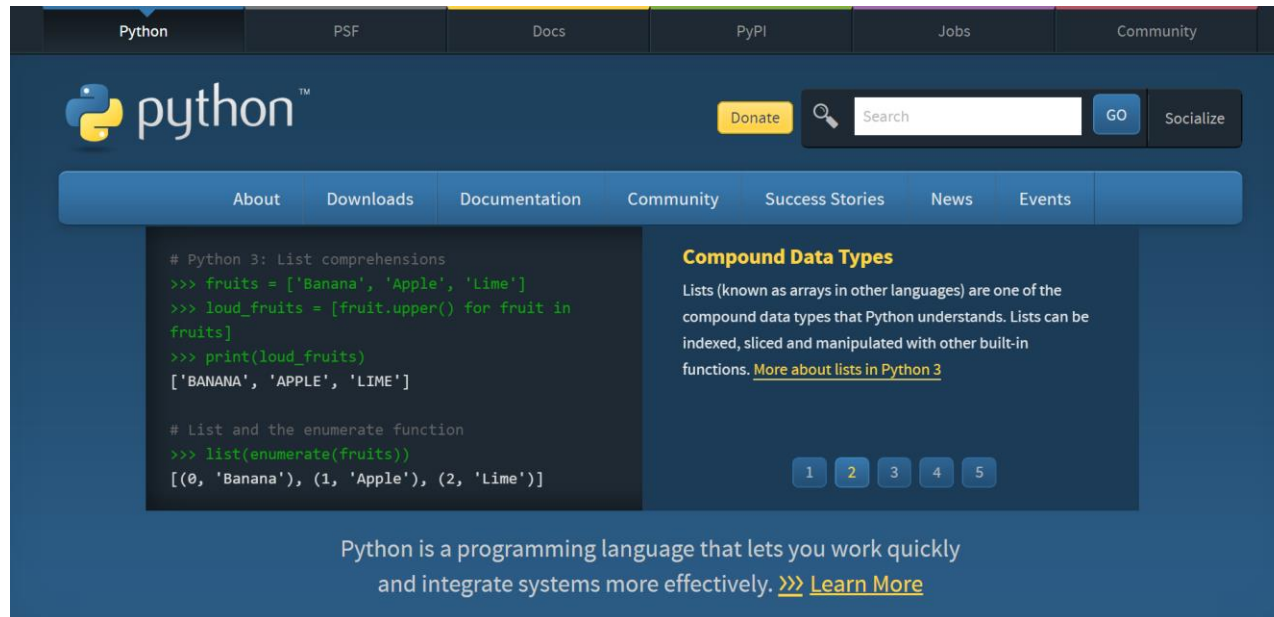 Python PSF Docs PyPI Jobs Community
python™
Donate Search GO Socialize
About Downloads Documentation Community Success Stories News Events
# Python 3: List comprehensions
>>> fruits = ['Banana', 'Apple', 'Lime']
>>> loud_fruits = [fruit.upper() for fruit in
fruits]
>>> print(loud_fruits)
['BANANA', 'APPLE', 'LIME']
# List and the enumerate function
>>> list(enumerate(fruits))
[(0, 'Banana'), (1, 'Apple'), (2, 'Lime')]
Compound Data Types
Lists (known as arrays in other languages) are one of the
compound data types that Python understands. Lists can be
indexed, sliced and manipulated with other built-in
functions. More about lists in Python 3
1 2 3 4 5
Python is a programming language that lets you work quickly
and integrate systems more effectively. >>> Learn More